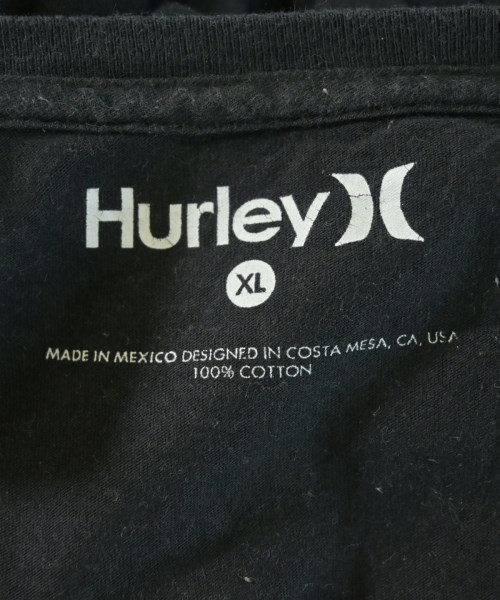 Hurley
XL
MADE IN MEXICO DESIGNED IN COSTA MESA, CA, USA
100% COTTON